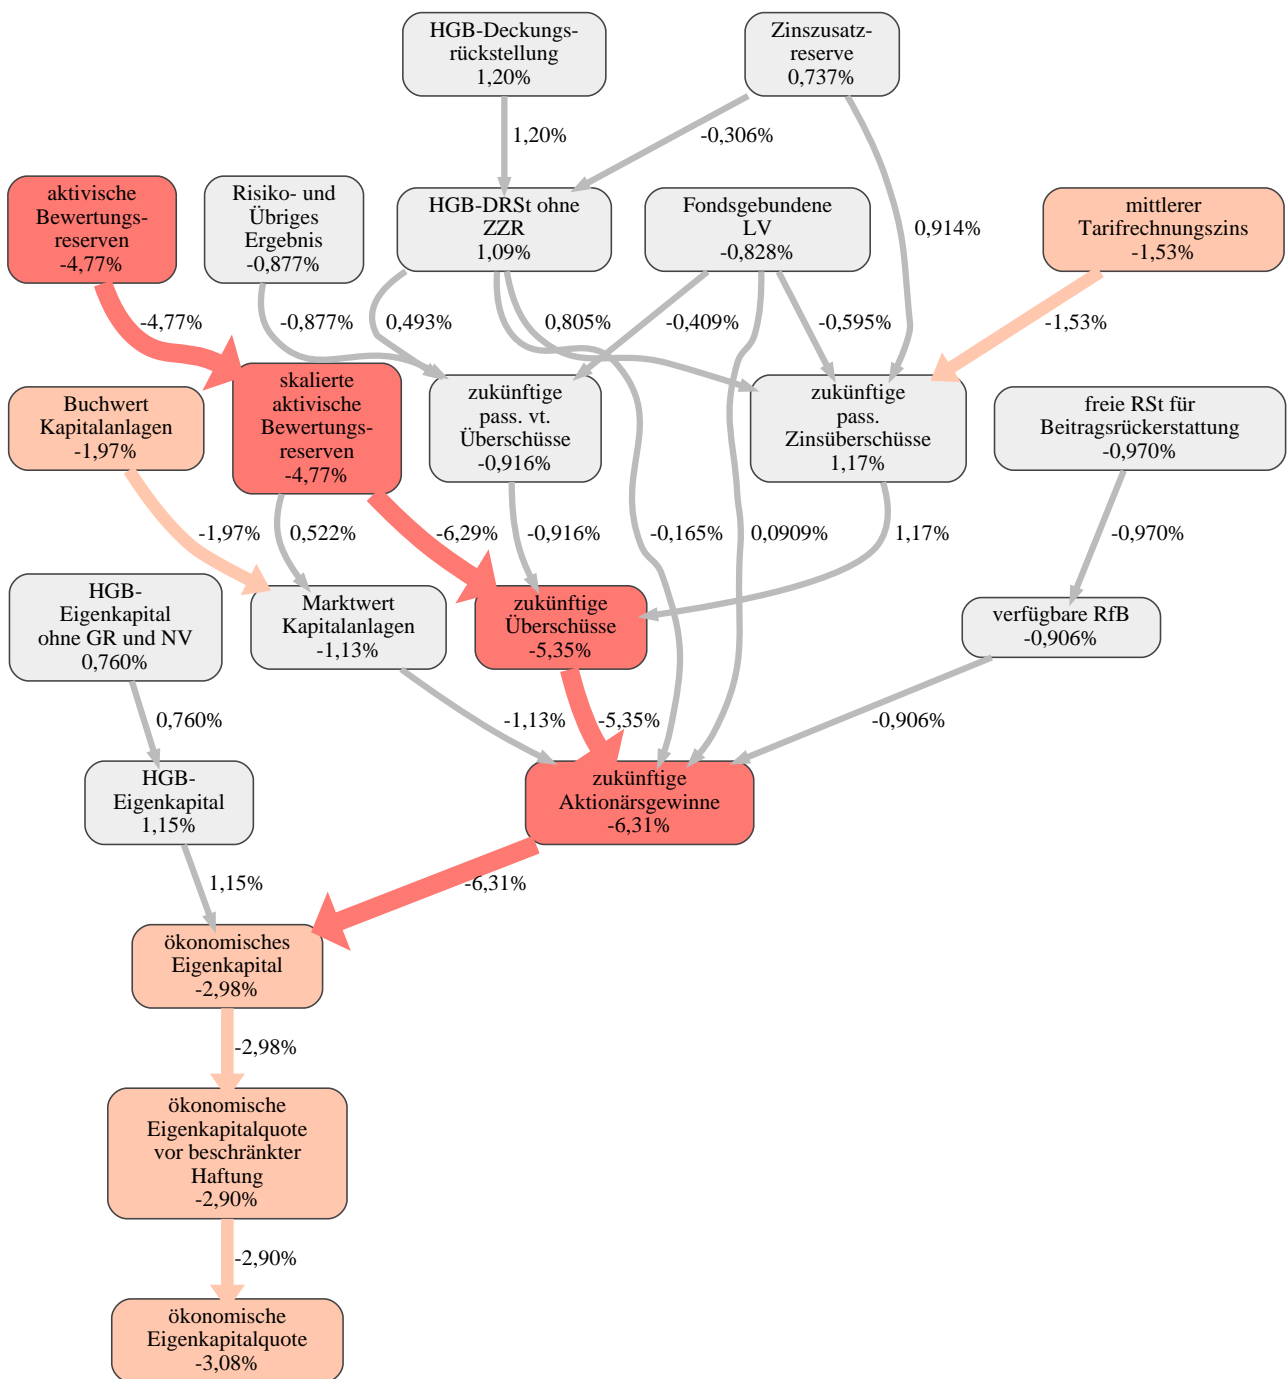 HGB-Deckungs-
rückstellung
1,20%
Zinszusatz-
reserve
0,737%
1,20%
-0,306%
aktivische
Bewertungs-
reserven
-4,77%
Risiko- und
Übriges
Ergebnis
-0,877%
HGB-DRSt ohne
ZZR
1,09%
Fondsgebundene
LV
-0,828%
0,914%
mittlerer
Tarifrechnungszins
-1,53%
-4,77%
-0,877%
0,493%
0,805%
-0,409%
-0,595%
-1,53%
Buchwert
Kapitalanlagen
-1,97%
skalierte
aktivische
Bewertungs-
reserven
-4,77%
zukünftige
pass. vt.
Überschüsse
-0,916%
zukünftige
pass.
Zinsüberschüsse
1,17%
freie RSt für
Beitragsrückerstattung
-0,970%
-1,97%
0,522%
-6,29%
-0,916%
-0,165%
0,0909%
1,17%
-0,970%
HGB-
Eigenkapital
ohne GR und NV
0,760%
Marktwert
Kapitalanlagen
-1,13%
zukünftige
Überschüsse
-5,35%
verfügbare RfB
-0,906%
0,760%
-1,13%
-5,35%
-0,906%
HGB-
Eigenkapital
1,15%
zukünftige
Aktionärsgewinne
-6,31%
1,15%
-6,31%
ökonomisches
Eigenkapital
-2,98%
-2,98%
ökonomische
Eigenkapitalquote
vor beschränkter
Haftung
-2,90%
-2,90%
ökonomische
Eigenkapitalquote
-3,08%